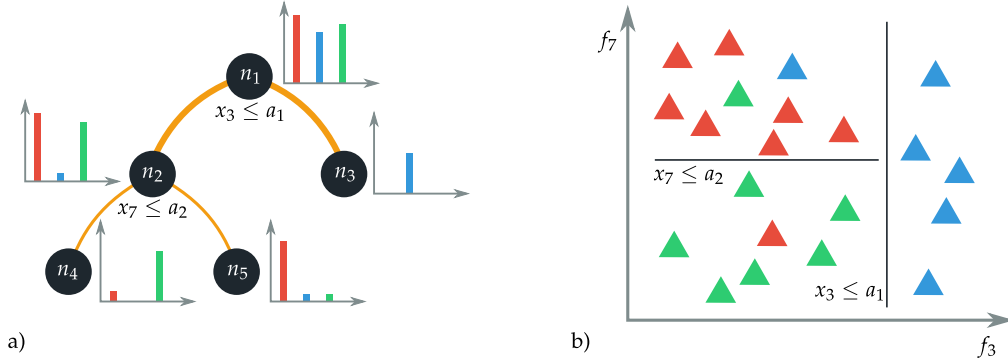 n₁
x₃ ≤ a₁
n₂
n₃
x₇ ≤ a₂
n₄
n₅
a)
f₇
x₇ ≤ a₂
x₃ ≤ a₁
f₃
b)